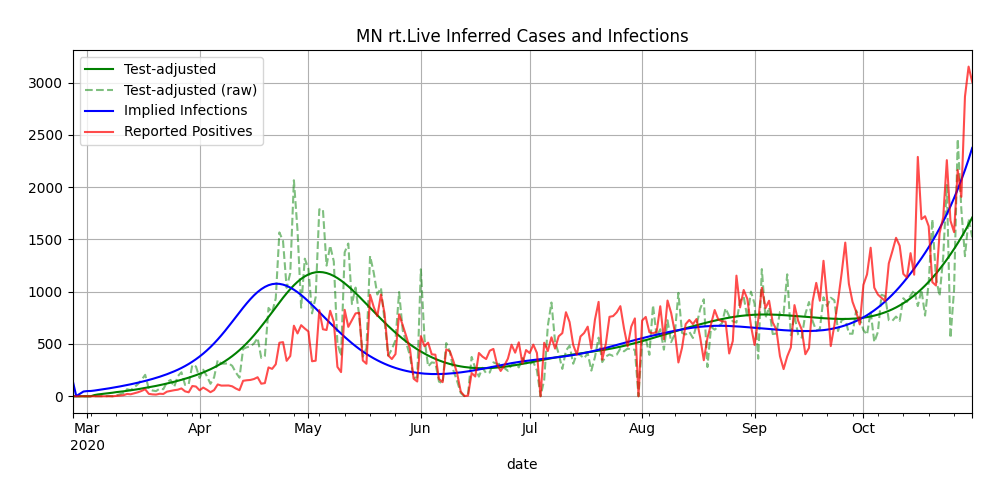 MN rt.Live Inferred Cases and Infections
Test-adjusted
Test-adjusted (raw)
Implied Infections
Reported Positives
3000
2500
2000
1500
1000
500
0
Mar Apr May Jun Jul Aug Sep Oct
2020
date